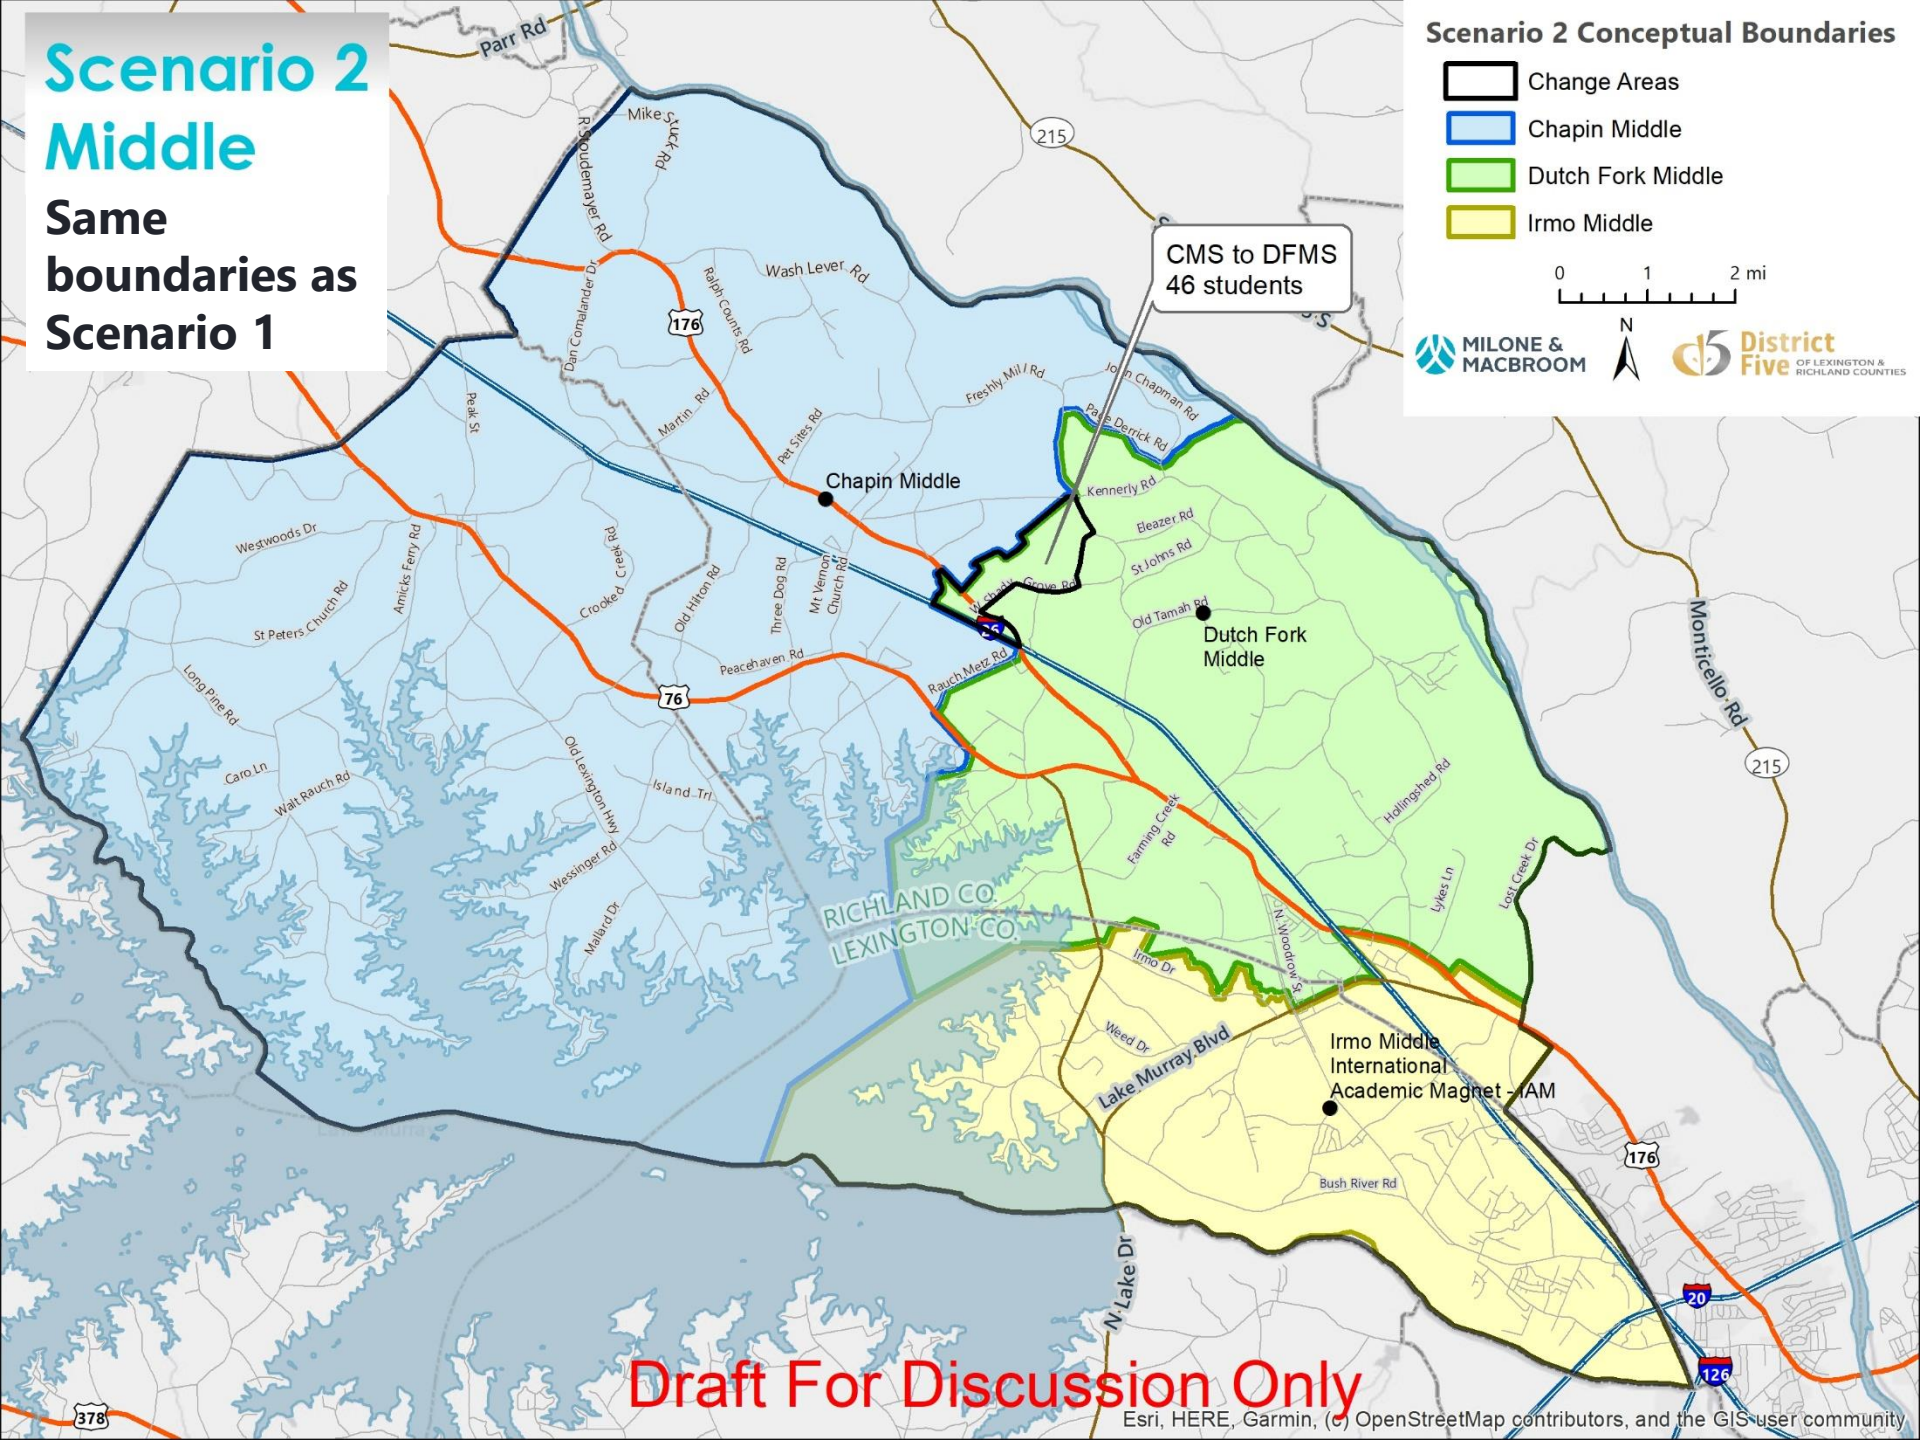 Scenario 2
Middle
Same
boundaries as
Scenario 1
Scenario 2 Conceptual Boundaries
Change Areas
Chapin Middle
Dutch Fork Middle
Irmo Middle
0 1 2 mi
MILONE &
MACBROOM
N
d5 District
Five OF LEXINGTON &
RICHLAND COUNTIES
Parr Rd
215
CMS to DFMS
46 students
Mike Stuck Rd
R Stoudemayer Rd
Wash Lever Rd
Dan Comalander Dr
Ralph Counts Rd
176
Peak St
Martin Rd
Pet Sites Rd
Freshly Mill Rd
John Chapman Rd
Page Derrick Rd
Chapin Middle
Kennerly Rd
Eleazer Rd
St Johns Rd
Westwoods Dr
Amicks Ferry Rd
Crooked Creek Rd
St Peters Church Rd
Old Hilton Rd
Three Dog Rd
Mt Vernon
Church Rd
W Shady Grove Rd
26
Old Tamah Rd
Dutch Fork
Middle
Monticello Rd
Rauch Metz Rd
Peacehaven Rd
76
Long Pine Rd
215
Caro Ln
Walt Rauch Rd
Old Lexington Hwy
Island Trl
Hollingshed Rd
Farming Creek
Rd
Wessinger Rd
Lykes Ln
Lost Creek Dr
Mallard Dr
RICHLAND CO.
LEXINGTON CO.
N. Woodrow St
Irmo Dr
Weed Dr
Lake Murray Blvd
Irmo Middle
International
Academic Magnet - IAM
Lake Murray
176
Bush River Rd
N Lake Dr
20
126
378
Draft For Discussion Only
Esri, HERE, Garmin, (c) OpenStreetMap contributors, and the GIS user community